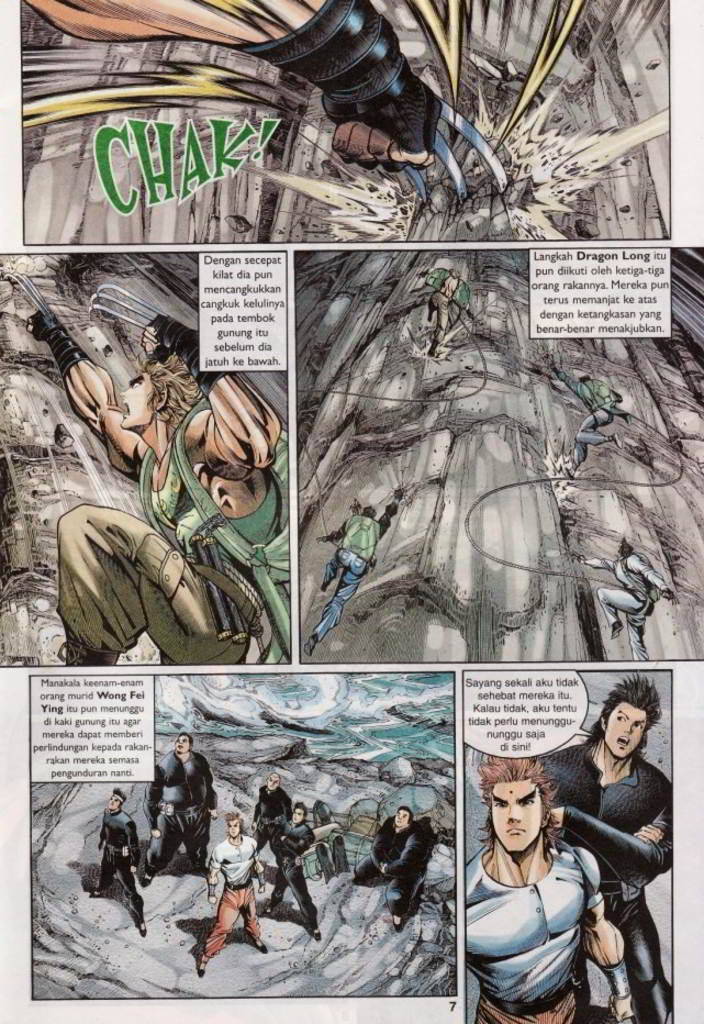 CHAK!
Dengan secepat
kilat dia pun
mencangkukkan
cangkuk kelulinya
pada tembok
gunung itu
sebelum dia
jatuh ke bawah.
Langkah Dragon Long itu
pun diikuti oleh ketiga-tiga
orang rakannya. Mereka pun
terus memanjat ke atas
dengan ketangkasan yang
benar-benar menakjubkan.
Manakala keenam-enam
orang murid Wong Fei
Ying itu pun menunggu
di kaki gunung itu agar
mereka dapat memberi
perlindungan kepada rakan-
rakan mereka semasa
pengunduran nanti.
Sayang sekali aku tidak
sehebat mereka itu.
Kalau tidak, aku tentu
tidak perlu menunggu-
nunggu saja
di sini!
7